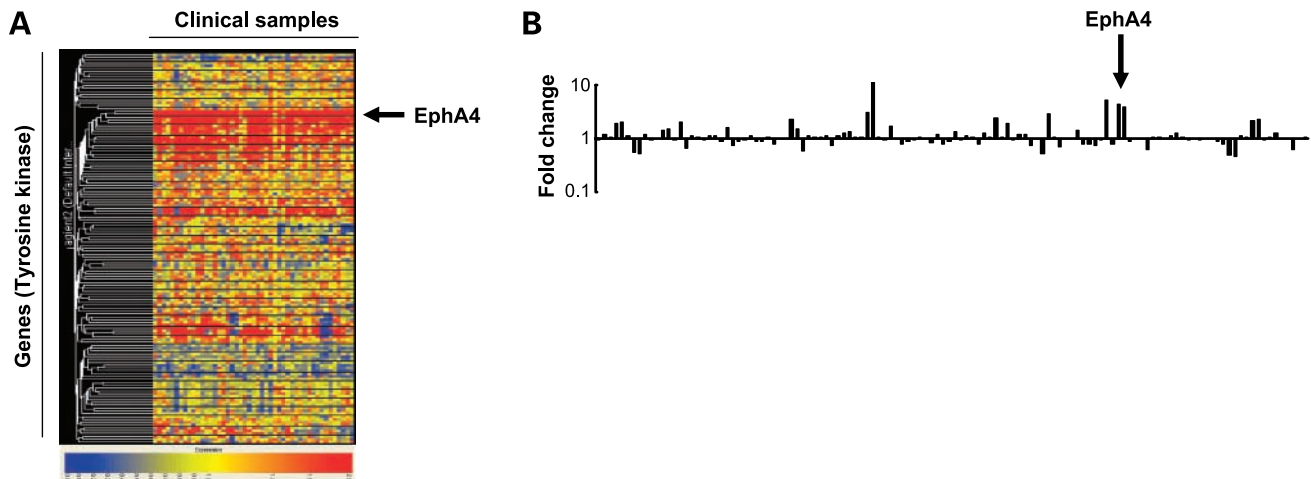 A
Clinical samples
Genes (Tyrosine kinase)
EphA4
B
EphA4
Fold change
10
1
0.1